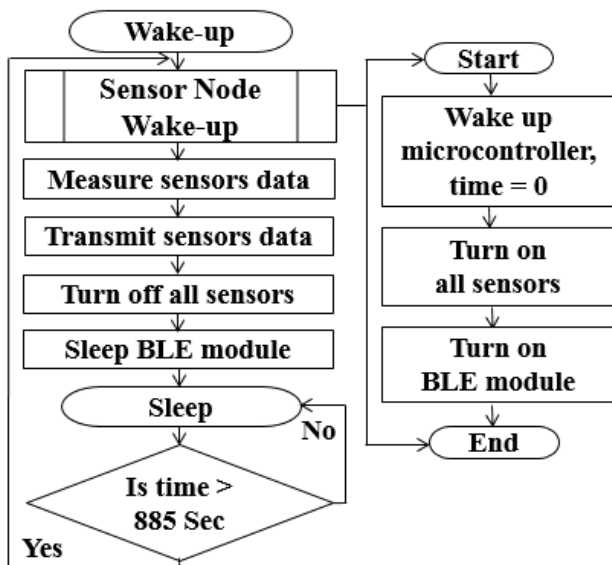 Wake-up
Sensor Node
Wake-up
Measure sensors data
Transmit sensors data
Turn off all sensors
Sleep BLE module
Sleep
No
Is time >
885 Sec
Yes
Start
Wake up
microcontroller,
time = 0
Turn on
all sensors
Turn on
BLE module
End